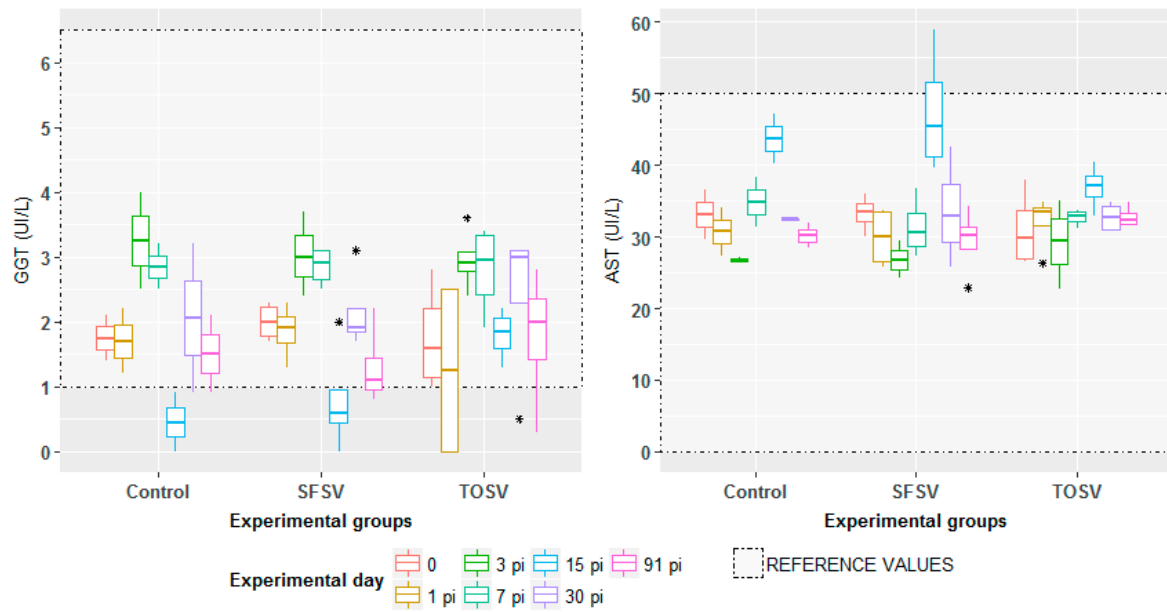 GGT (UI/L)
6
5
4
3
2
1
0
Control SFSV TOSV
Experimental groups
AST (UI/L)
60
50
40
30
20
10
0
Control SFSV TOSV
Experimental groups
Experimental day
0 3 pi 15 pi 91 pi
1 pi 7 pi 30 pi
REFERENCE VALUES